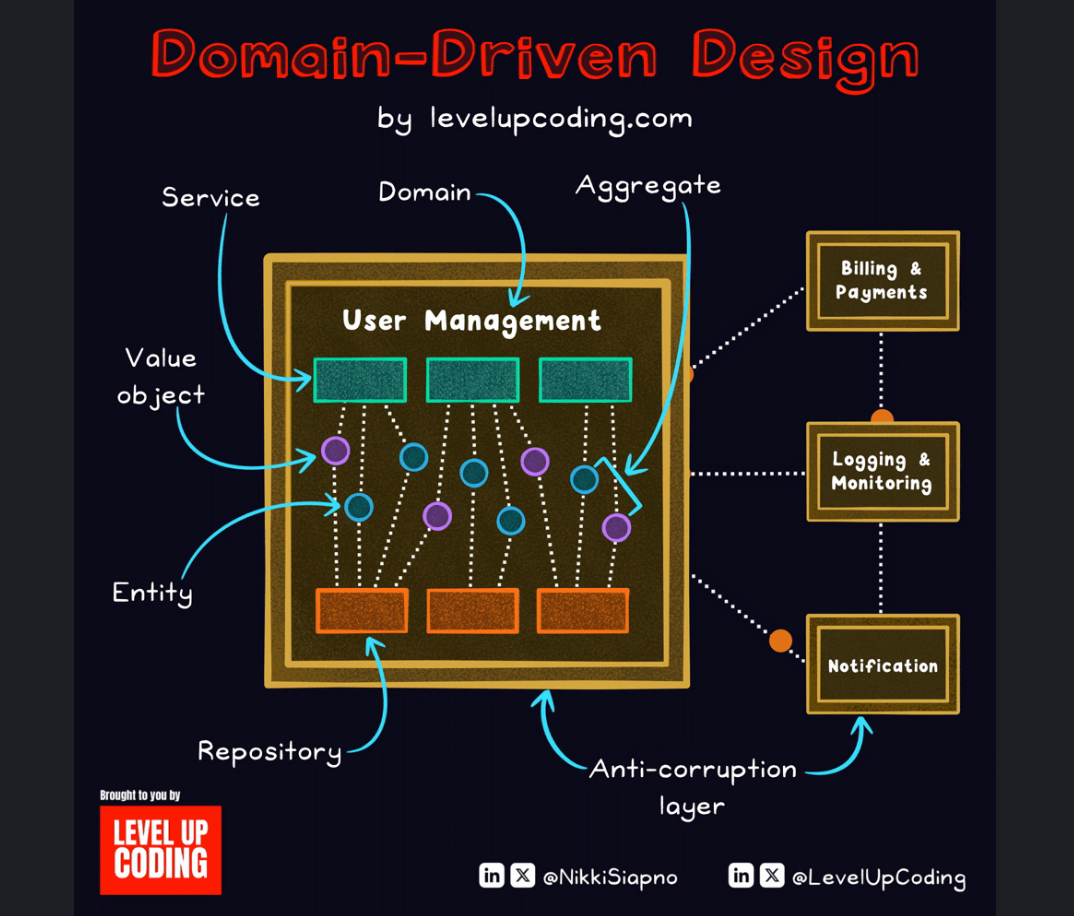 Domain-Driven Design
by levelupcoding.com
Service
Domain
Aggregate
Billing &
Payments
User Management
Value
object
Logging &
Monitoring
Entity
Notification
Repository
Anti-corruption
layer
Brought to you by
LEVEL UP
CODING
in X @NikkiSiapno
in X @LevelUpCoding